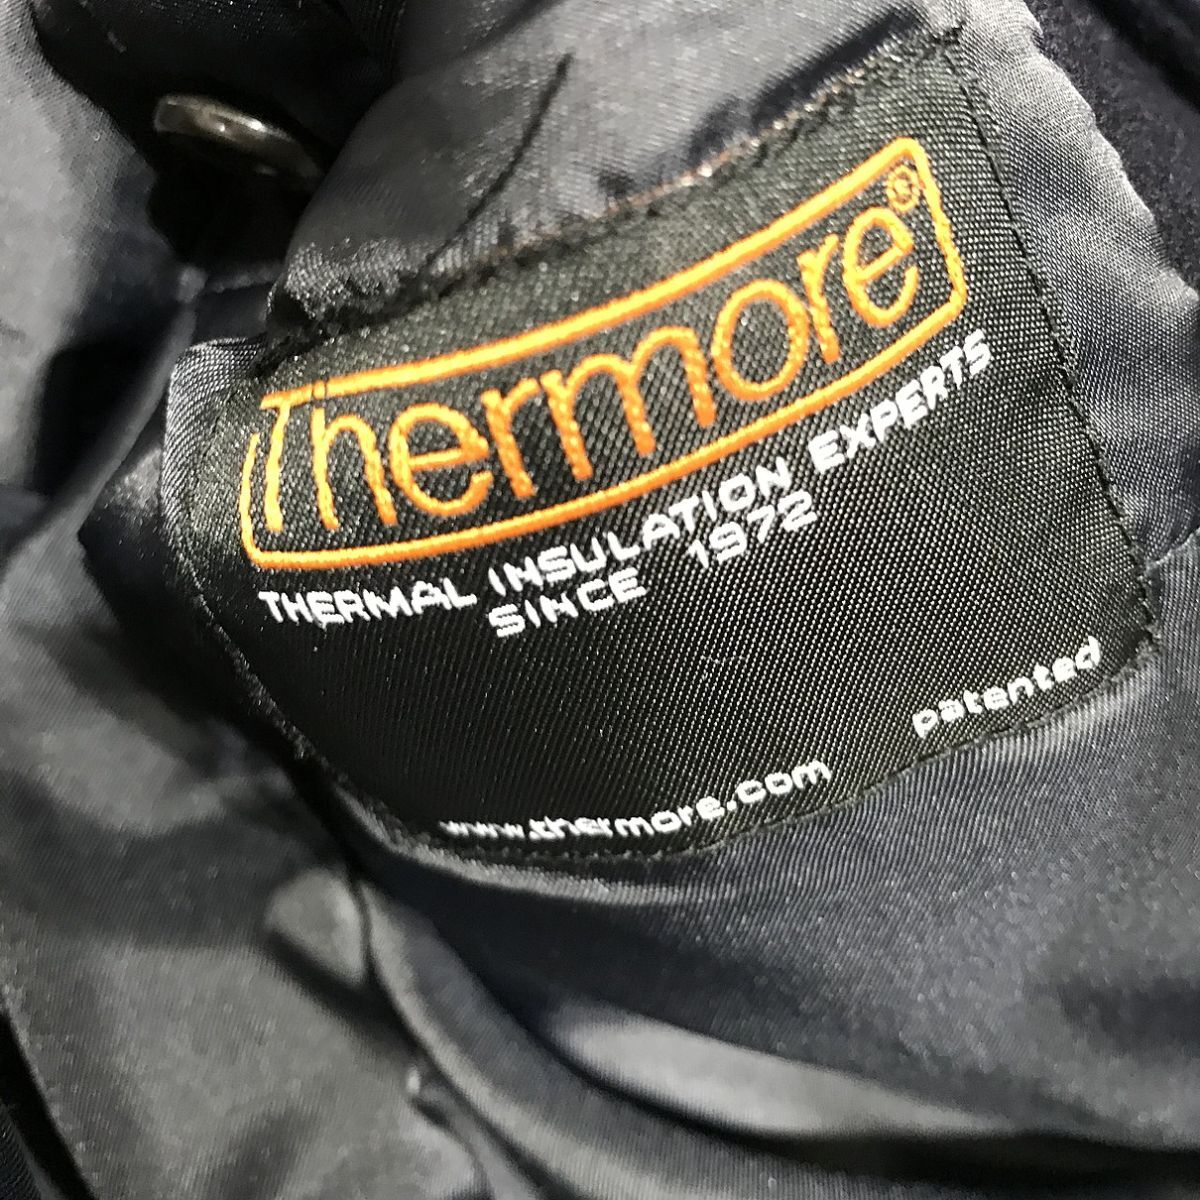 Thermore®
THERMAL INSULATION EXPERTS
SINCE 1972
patented
www.thermore.com